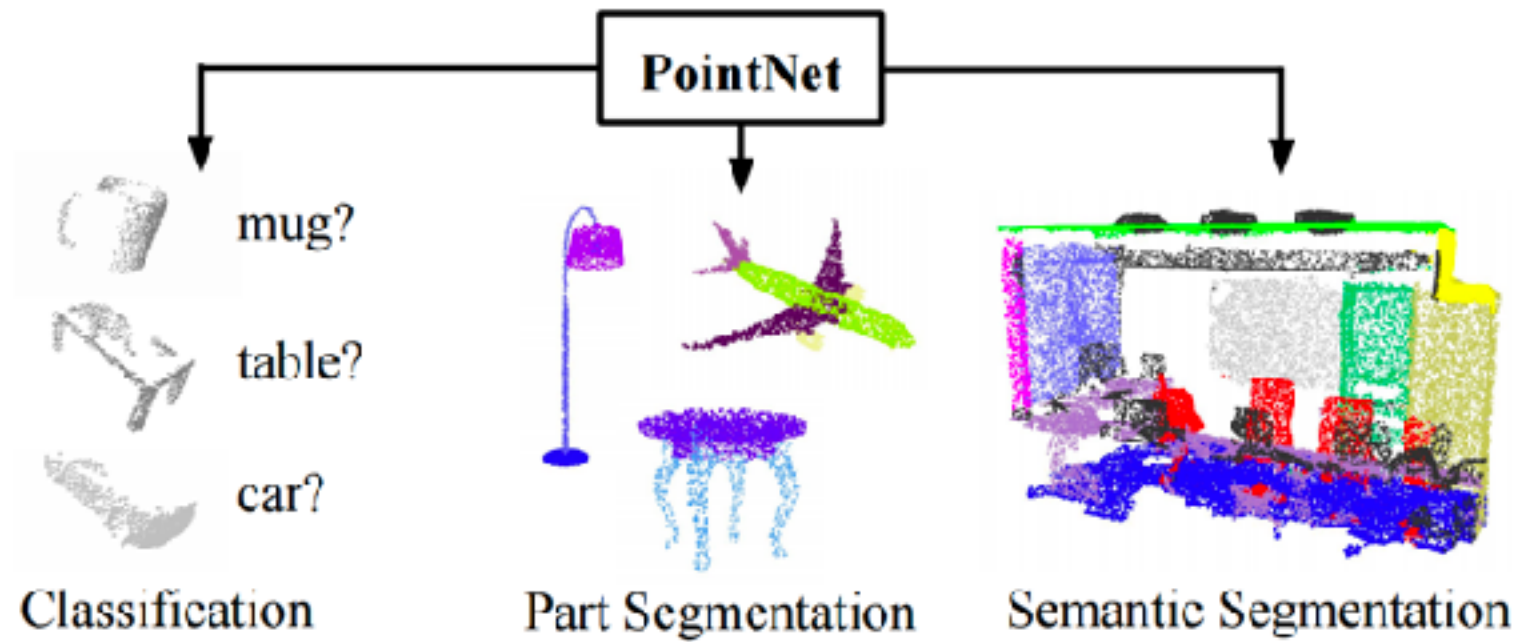 PointNet
mug?
table?
car?
Classification
Part Segmentation
Semantic Segmentation